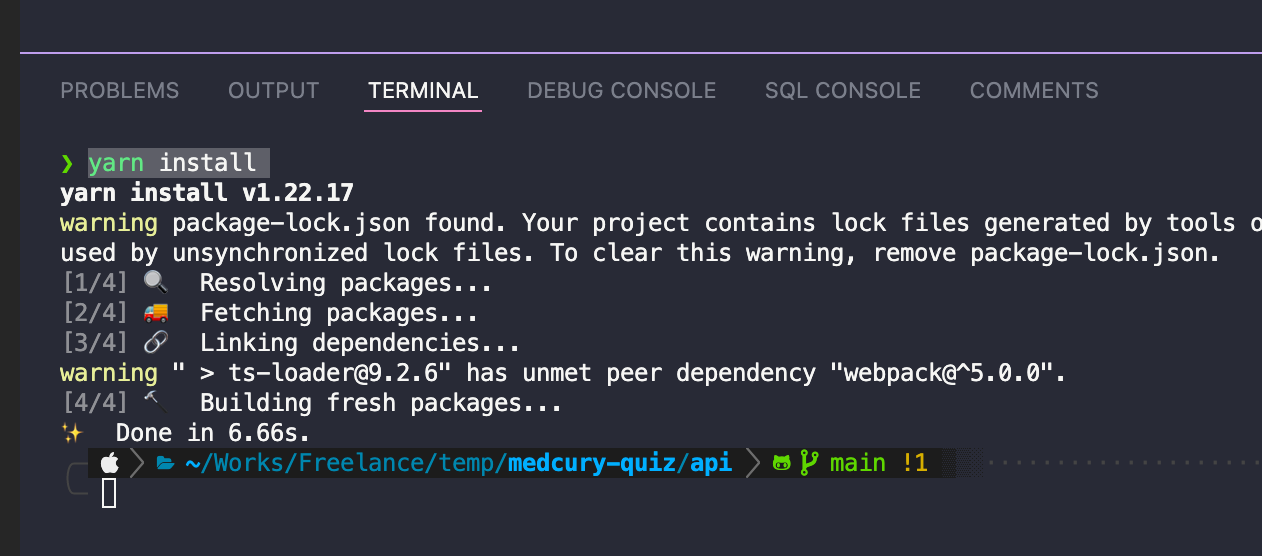 PROBLEMS OUTPUT TERMINAL DEBUG CONSOLE SQL CONSOLE COMMENTS
❯ yarn install
yarn install v1.22.17
warning package-lock.json found. Your project contains lock files generated by tools
used by unsynchronized lock files. To clear this warning, remove package-lock.json.
[1/4] 🔍 Resolving packages...
[2/4] 🚚 Fetching packages...
[3/4] 🔗 Linking dependencies...
warning " > ts-loader@9.2.6" has unmet peer dependency "webpack@^5.0.0".
[4/4] 🔨 Building fresh packages...
✨ Done in 6.66s.
~/Works/Freelance/temp/medcury-quiz/api main !1